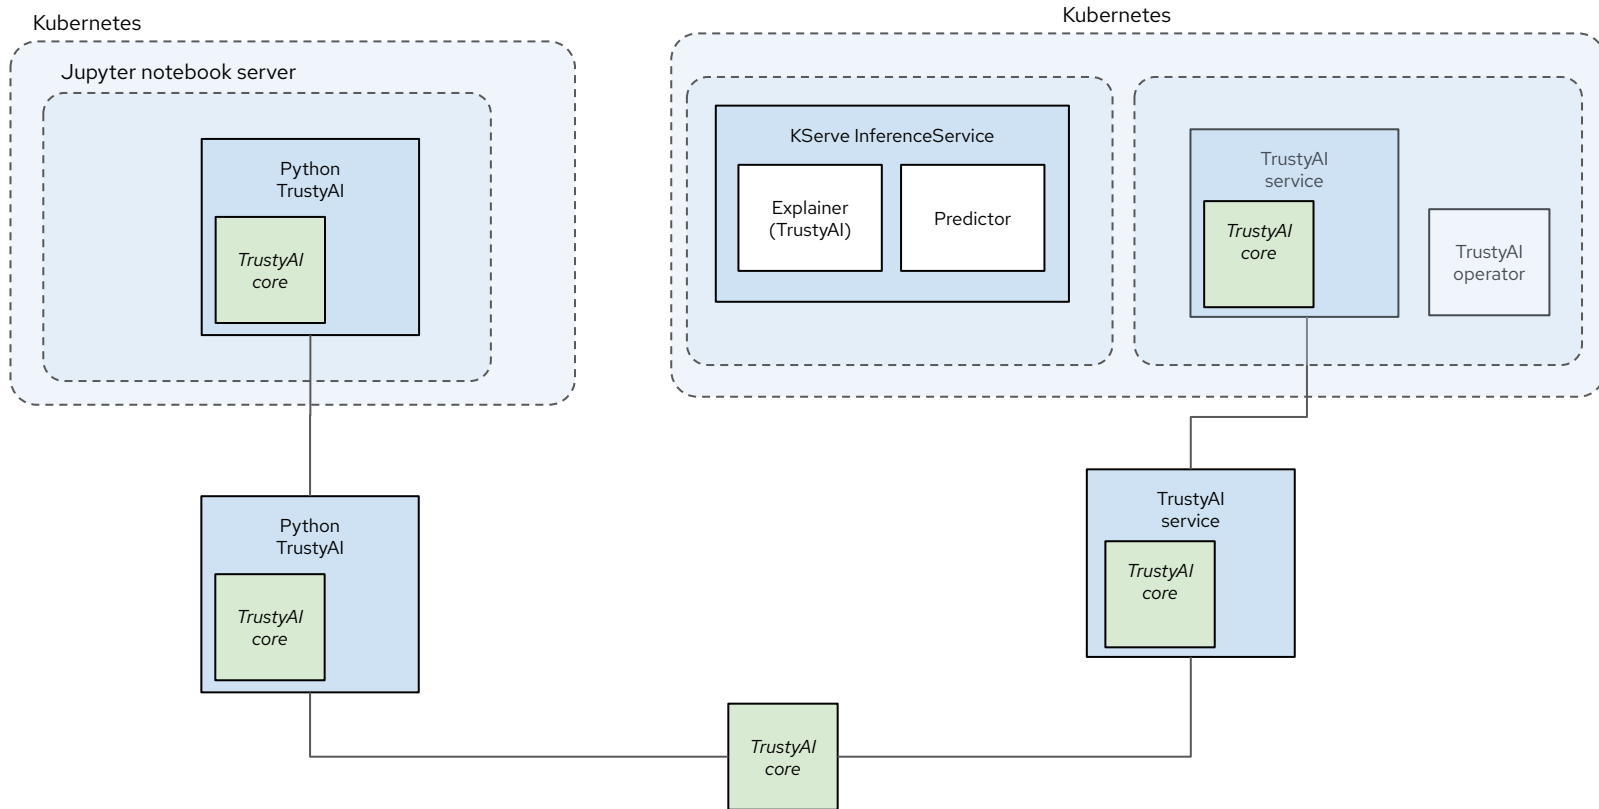 Kubernetes
Jupyter notebook server
Python
TrustyAI
TrustyAI
core
Kubernetes
KServe InferenceService
Explainer
(TrustyAI)
Predictor
TrustyAI
service
TrustyAI
core
TrustyAI
operator
Python
TrustyAI
TrustyAI
core
TrustyAI
service
TrustyAI
core
TrustyAI
core